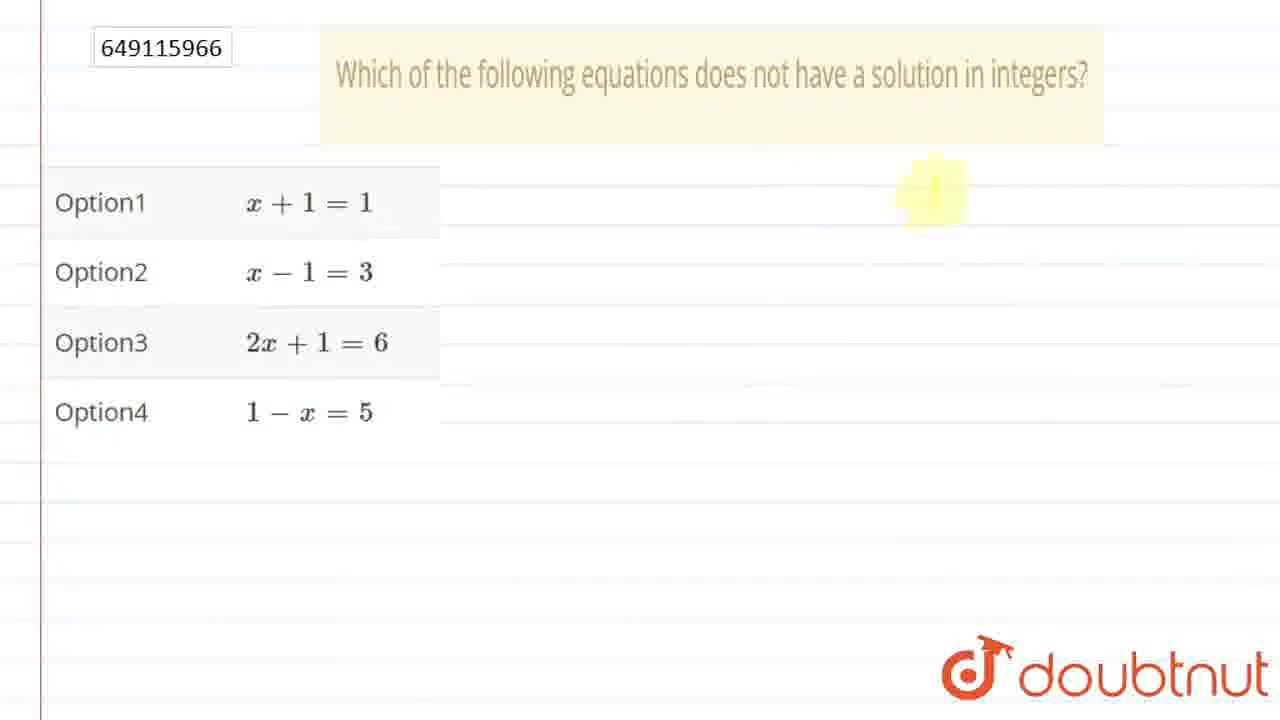 649115966
Which of the following equations does not have a solution in integers?
Option1 x + 1 = 1
Option2 x − 1 = 3
Option3 2x + 1 = 6
Option4 1 − x = 5
doubtnut